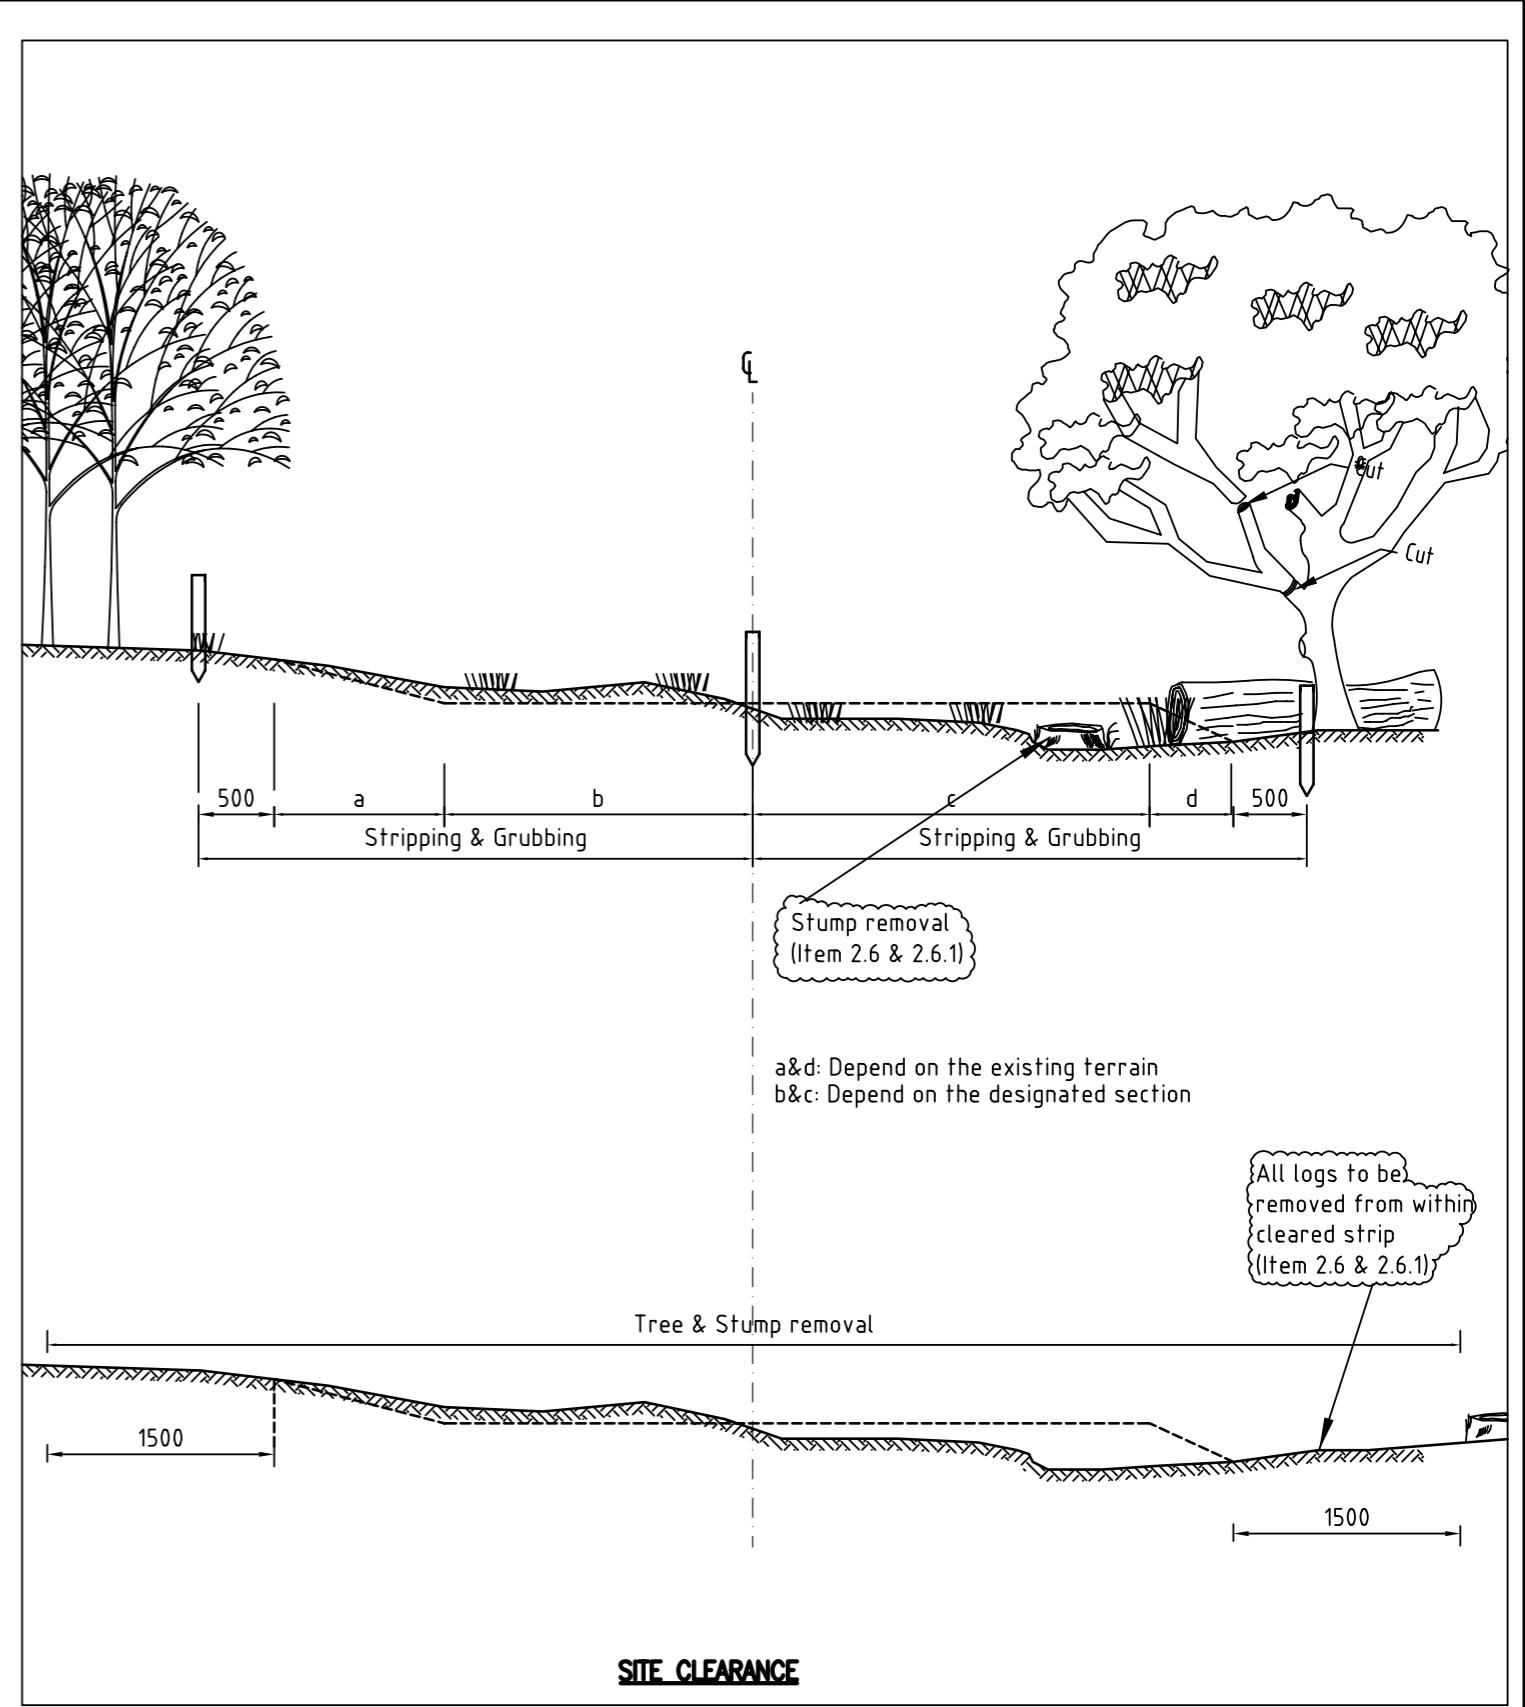 ℄
Cut
Cut
500
a
b
c
d
500
Stripping & Grubbing
Stripping & Grubbing
Stump removal
(Item 2.6 & 2.6.1)
a&d: Depend on the existing terrain
b&c: Depend on the designated section
All logs to be
removed from within
cleared strip
(Item 2.6 & 2.6.1)
Tree & Stump removal
1500
1500
SITE CLEARANCE